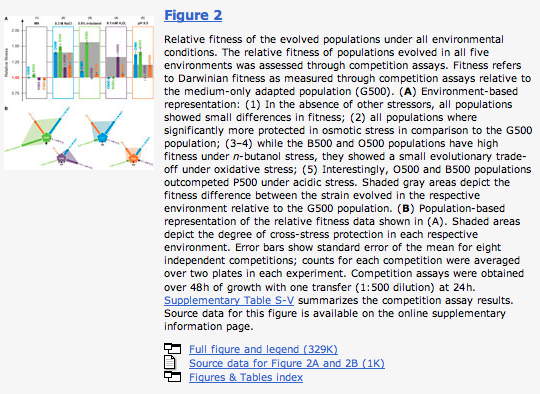 A
(1)
(2)
(3)
(4)
(5)
Relative fitness
B
Figure 2
Relative fitness of the evolved populations under all environmental
conditions. The relative fitness of populations evolved in all five
environments was assessed through competition assays. Fitness refers
to Darwinian fitness as measured through competition assays relative to
the medium-only adapted population (G500). (A) Environment-based
representation: (1) In the absence of other stressors, all populations
showed small differences in fitness; (2) all populations where
significantly more protected in osmotic stress in comparison to the G500
population; (3–4) while the B500 and O500 populations have high
fitness under n-butanol stress, they showed a small evolutionary trade-
off under oxidative stress; (5) Interestingly, O500 and B500 populations
outcompeted P500 under acidic stress. Shaded gray areas depict the
fitness difference between the strain evolved in the respective
environment relative to the G500 population. (B) Population-based
representation of the relative fitness data shown in (A). Shaded areas
depict the degree of cross-stress protection in each respective
environment. Error bars show standard error of the mean for eight
independent competitions; counts for each competition were averaged
over two plates in each experiment. Competition assays were obtained
over 48h of growth with one transfer (1:500 dilution) at 24h.
Supplementary Table S-V summarizes the competition assay results.
Source data for this figure is available on the online supplementary
information page.
Full figure and legend (329K)
Source data for Figure 2A and 2B (1K)
Figures & Tables index